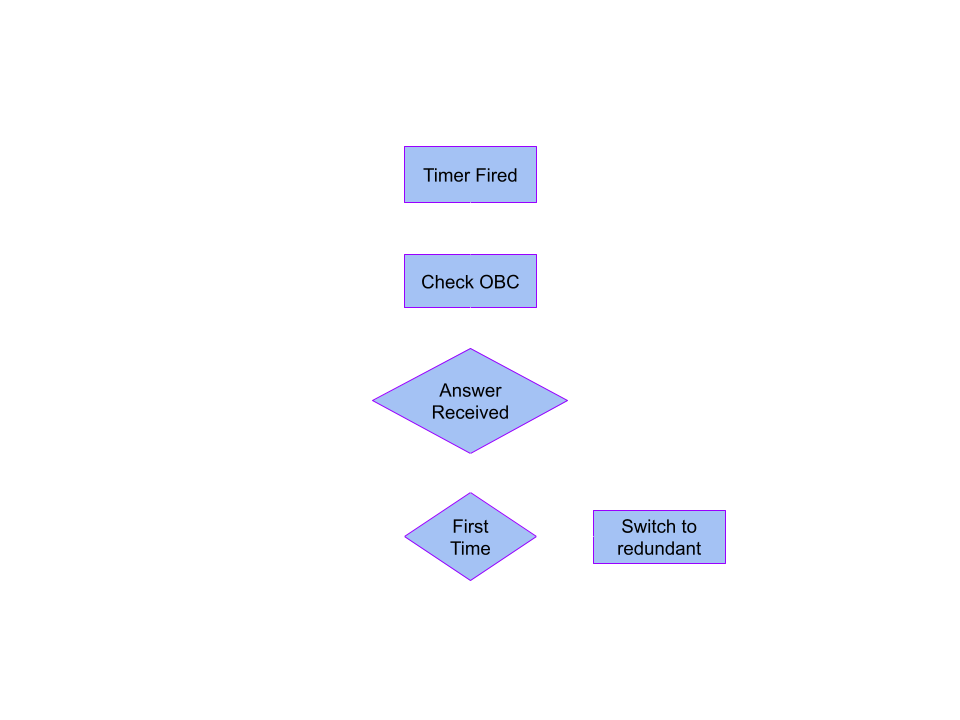 Timer Fired
Check OBC
Answer
Received
First
Time
Switch to
redundant